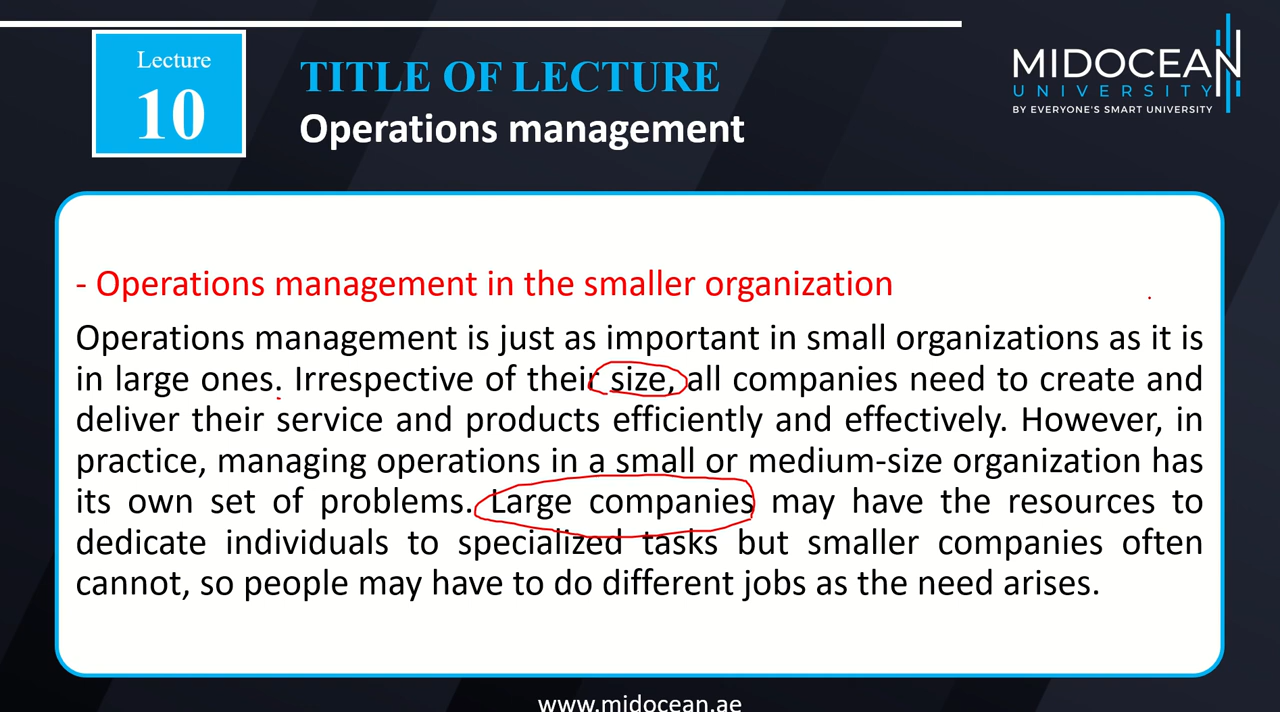 Lecture
10
TITLE OF LECTURE
Operations management
MIDOCEAN
UNIVERSITY
BY EVERYONE'S SMART UNIVERSITY
- Operations management in the smaller organization
Operations management is just as important in small organizations as it is
in large ones. Irrespective of their size, all companies need to create and
deliver their service and products efficiently and effectively. However, in
practice, managing operations in a small or medium-size organization has
its own set of problems. Large companies may have the resources to
dedicate individuals to specialized tasks but smaller companies often
cannot, so people may have to do different jobs as the need arises.
www.midocean.ae